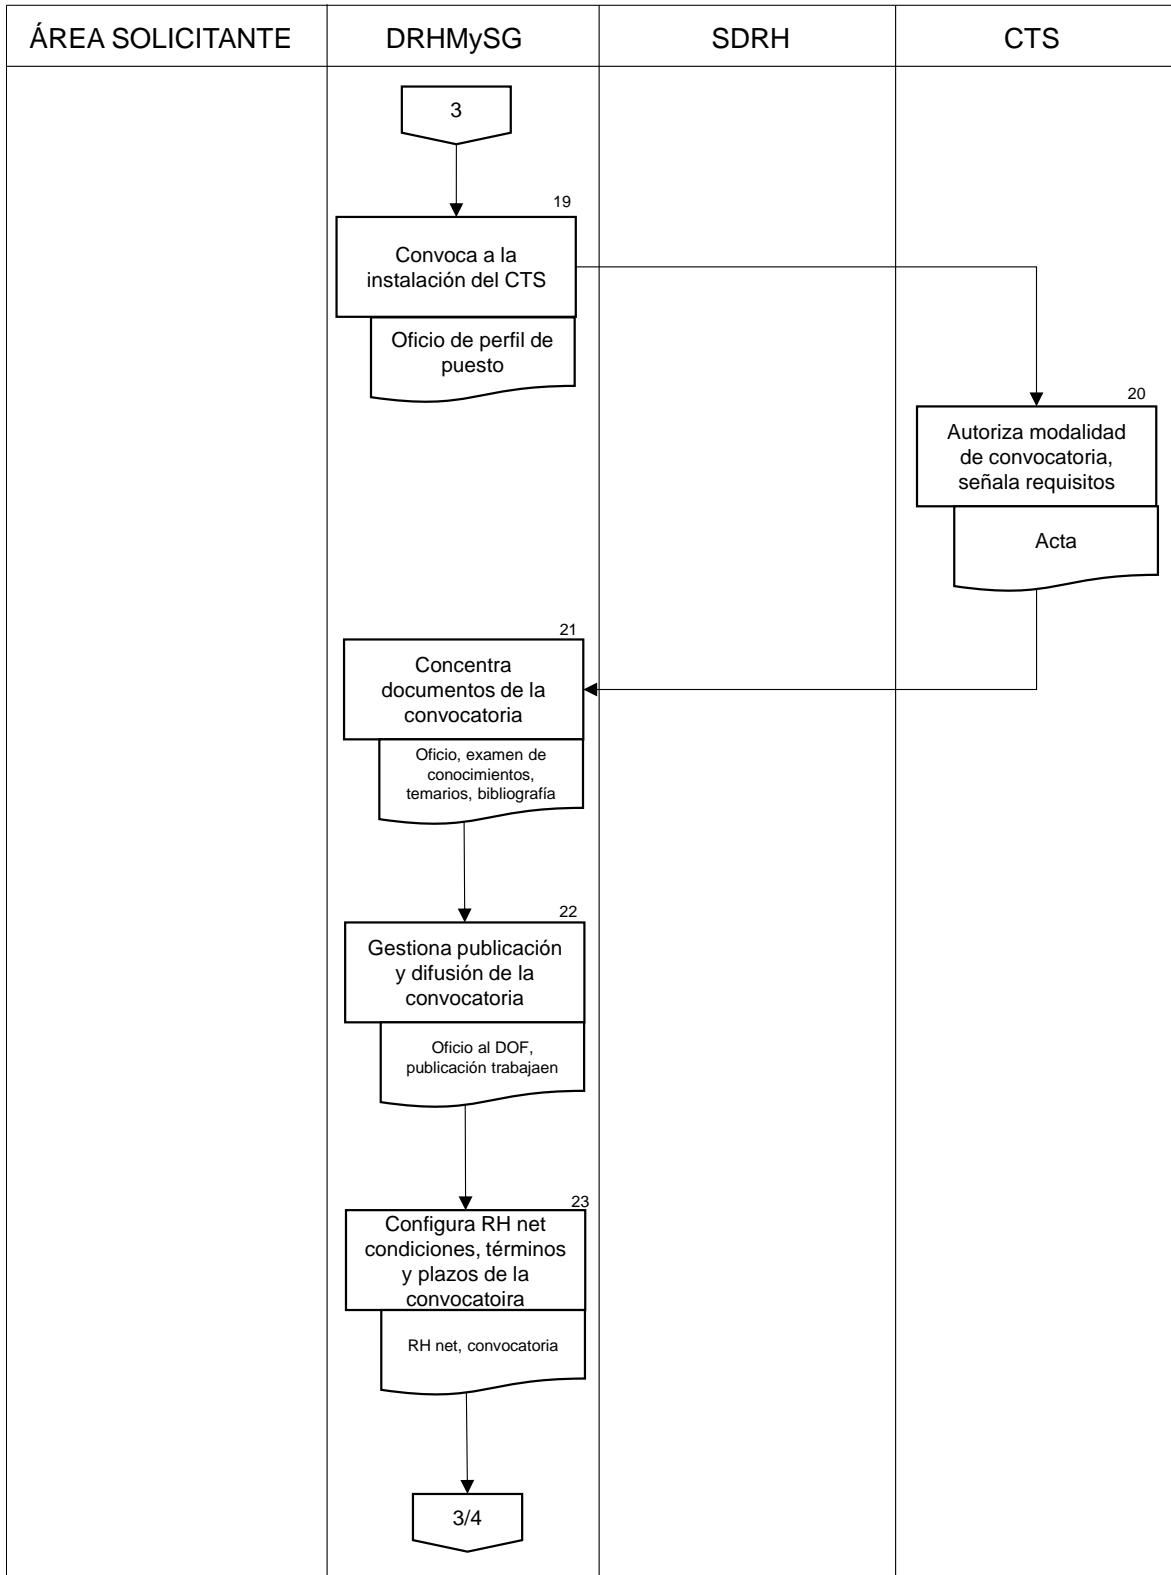 ÁREA SOLICITANTE
DRHMySG
SDRH
CTS
3
19
Convoca a la
instalación del CTS
Oficio de perfil de
puesto
20
Autoriza modalidad
de convocatoria,
señala requisitos
Acta
21
Concentra
documentos de la
convocatoria
Oficio, examen de
conocimientos,
temarios, bibliografía
22
Gestiona publicación
y difusión de la
convocatoria
Oficio al DOF,
publicación trabajaen
23
Configura RH net
condiciones, términos
y plazos de la
convocatoira
RH net, convocatoria
3/4